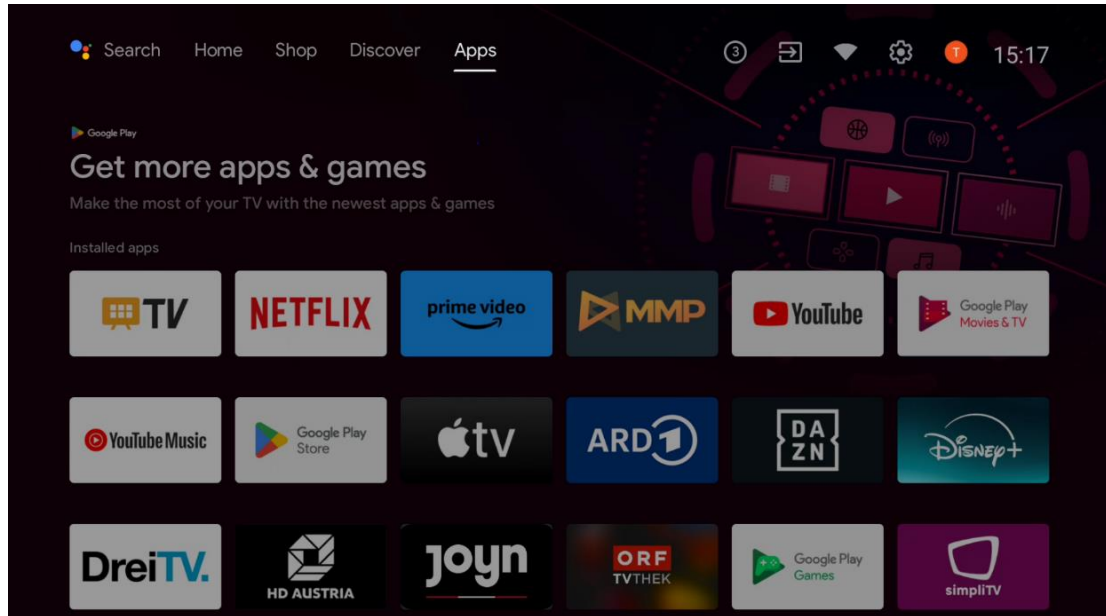 Search Home Shop Discover Apps 3 T 15:17
Google Play
Get more apps & games
Make the most of your TV with the newest apps & games
Installed apps
TV
NETFLIX
prime video
MMP
YouTube
Google Play
Movies & TV
YouTube Music
Google Play
Store
tv
ARD 1
DA
ZN
Disney+
DreiTV.
HD AUSTRIA
Joyn
ORF
TVTHEK
Google Play
Games
simpliTV